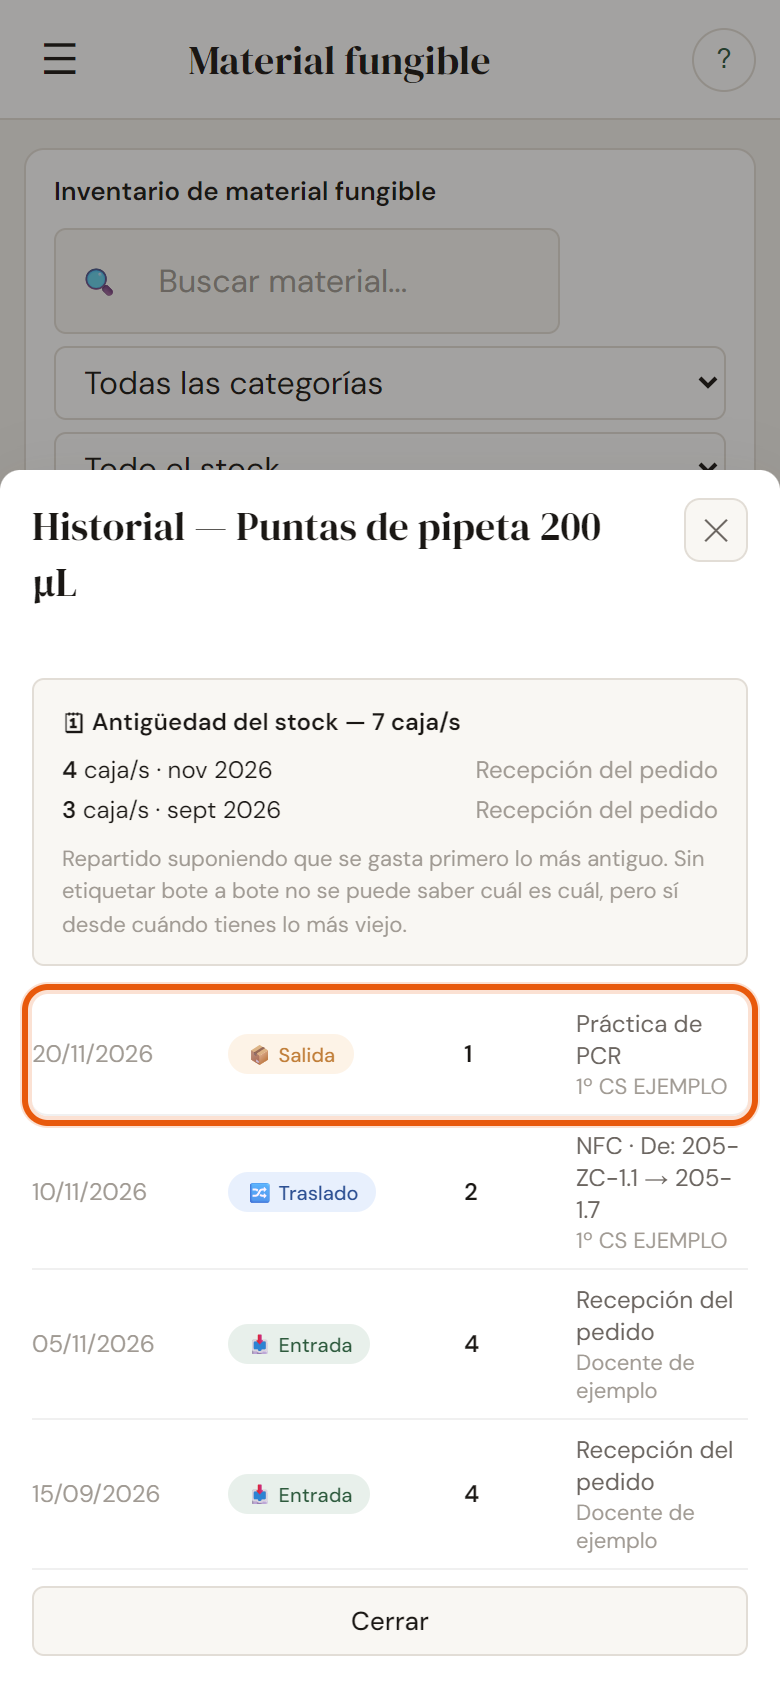 Material fungible
?
Inventario de material fungible
Buscar material...
Todas las categorías
Todo el stock
Historial — Puntas de pipeta 200
µL
Antigüedad del stock — 7 caja/s
4 caja/s · nov 2026 Recepción del pedido
3 caja/s · sept 2026 Recepción del pedido
Repartido suponiendo que se gasta primero lo más antiguo. Sin
etiquetar bote a bote no se puede saber cuál es cuál, pero sí
desde cuándo tienes lo más viejo.
20/11/2026 Salida 1 Práctica de
PCR
1º CS EJEMPLO
10/11/2026 Traslado 2 NFC · De: 205-
ZC-1.1 → 205-
1.7
1º CS EJEMPLO
05/11/2026 Entrada 4 Recepción del
pedido
Docente de
ejemplo
15/09/2026 Entrada 4 Recepción del
pedido
Docente de
ejemplo
Cerrar